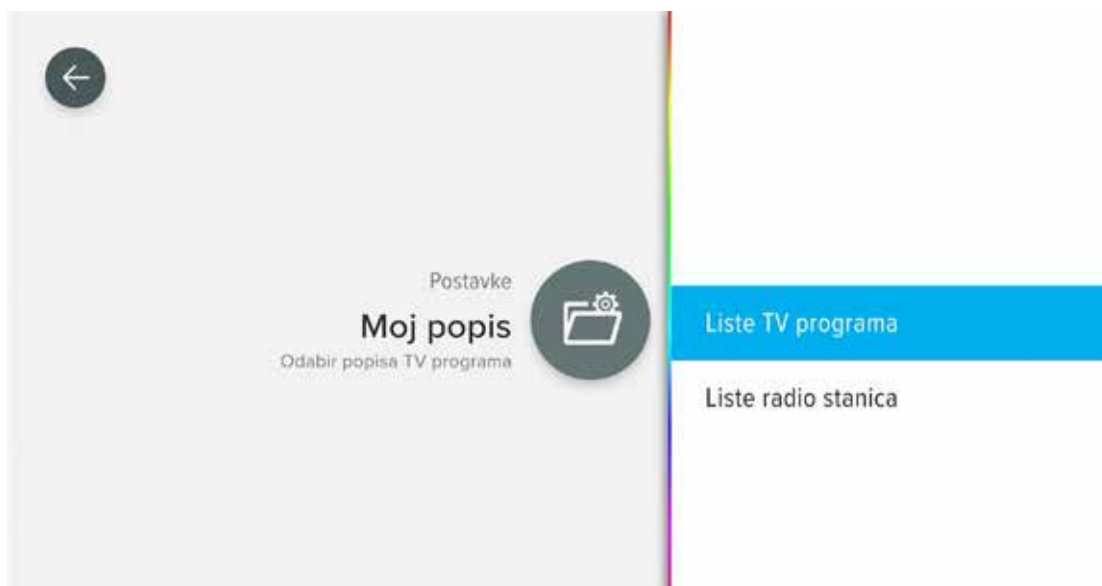 Postavke
Moj popis
Odabir popisa TV programa
Liste TV programa
Liste radio stanica